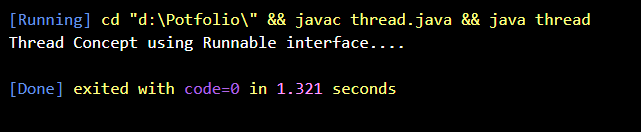 [Running] cd "d:\Potfolio\" && javac thread.java && java thread
Thread Concept using Runnable interface....
[Done] exited with code=0 in 1.321 seconds